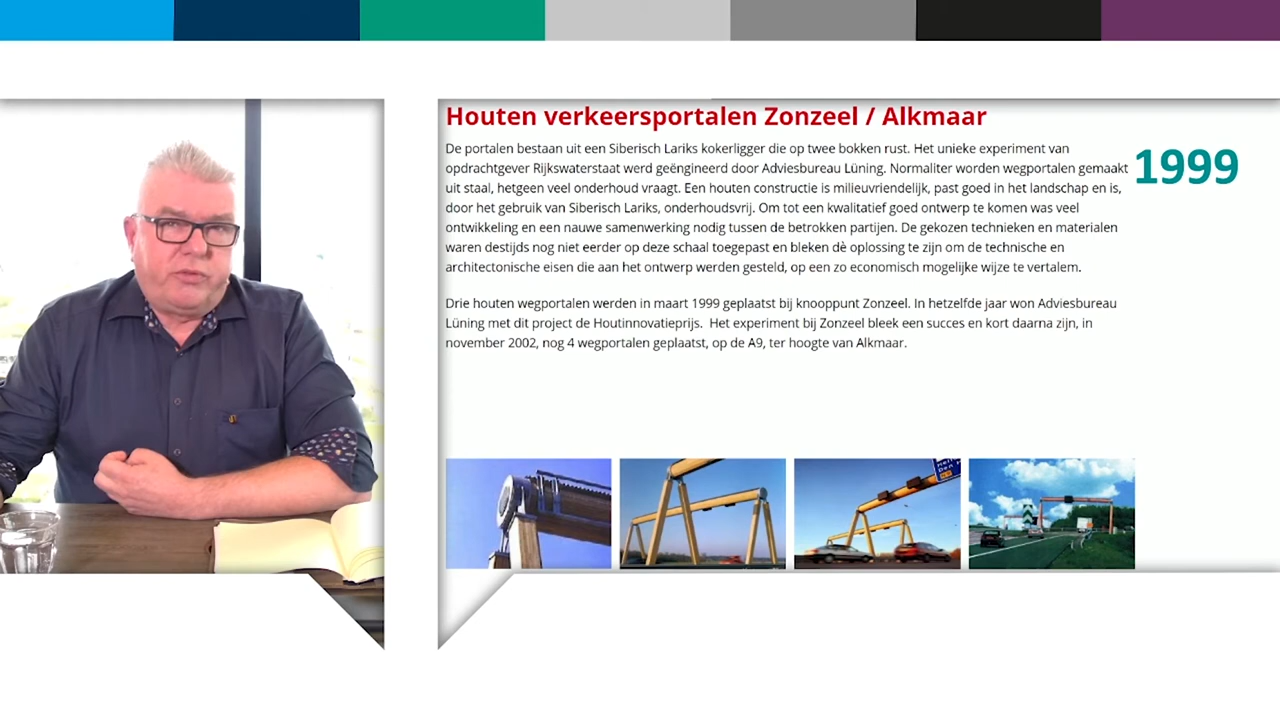 Houten verkeersportalen Zonzeel / Alkmaar
De portalen bestaan uit een Siberisch Lariks kokerligger die op twee bokken rust. Het unieke experiment van
opdrachtgever Rijkswaterstaat werd geëngineerd door Adviesbureau Lüning. Normaliter worden wegportalen gemaakt
uit staal, hetgeen veel onderhoud vraagt. Een houten constructie is milieuvriendelijk, past goed in het landschap en is,
door het gebruik van Siberisch Lariks, onderhoudsvrij. Om tot een kwalitatief goed ontwerp te komen was veel
ontwikkeling en een nauwe samenwerking nodig tussen de betrokken partijen. De gekozen technieken en materialen
waren destijds nog niet eerder op deze schaal toegepast en bleken dè oplossing te zijn om de technische en
architectonische eisen die aan het ontwerp werden gesteld, op een zo economisch mogelijke wijze te vertalem.
Drie houten wegportalen werden in maart 1999 geplaatst bij knooppunt Zonzeel. In hetzelfde jaar won Adviesbureau
Lüning met dit project de Houtinnovatieprijs. Het experiment bij Zonzeel bleek een succes en kort daarna zijn, in
november 2002, nog 4 wegportalen geplaatst, op de A9, ter hoogte van Alkmaar.
1999